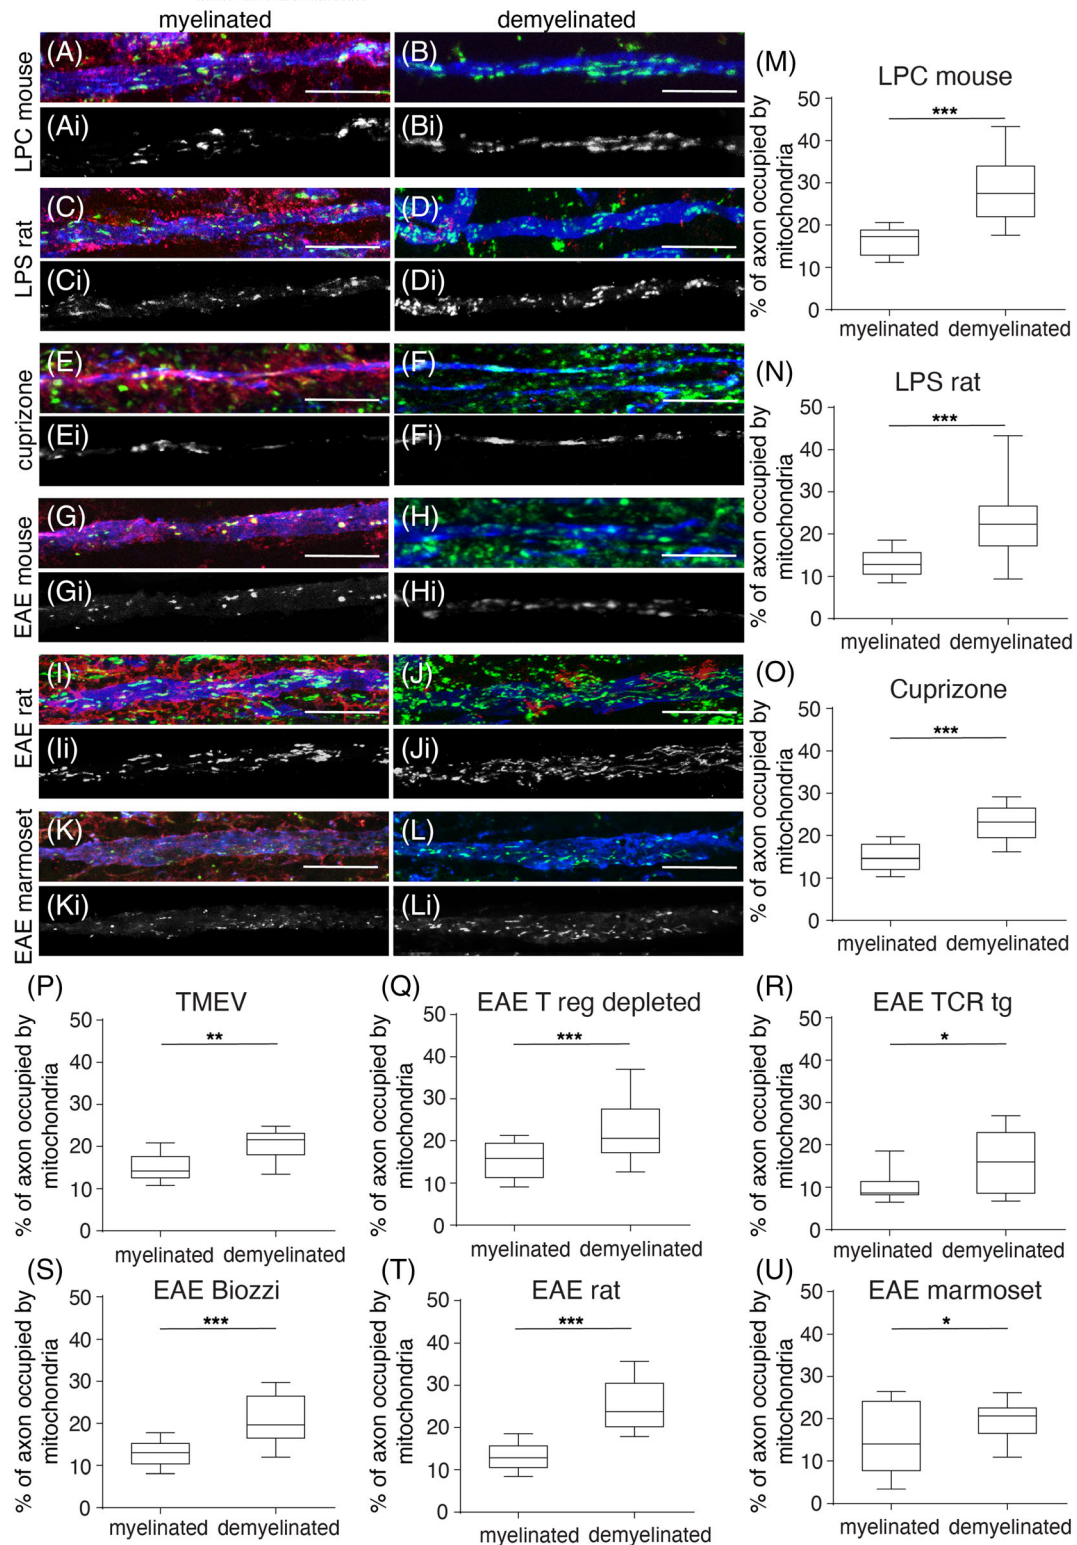 myelinated
demyelinated
LPC mouse
(A)
(B)
(Ai)
(Bi)
LPS rat
(C)
(D)
(Ci)
(Di)
cuprizone
(E)
(F)
(Ei)
(Fi)
EAE mouse
(G)
(H)
(Gi)
(Hi)
EAE rat
(I)
(J)
(Ii)
(Ji)
EAE marmoset
(K)
(L)
(Ki)
(Li)
(M)
LPC mouse
% of axon occupied by
mitochondria
50
40
30
20
10
0
***
myelinated demyelinated
(N)
LPS rat
% of axon occupied by
mitochondria
50
40
30
20
10
0
***
myelinated demyelinated
(O)
Cuprizone
% of axon occupied by
mitochondria
50
40
30
20
10
0
***
myelinated demyelinated
(P)
TMEV
% of axon occupied by
mitochondria
50
40
30
20
10
0
**
myelinated demyelinated
(Q)
EAE T reg depleted
% of axon occupied by
mitochondria
50
40
30
20
10
0
***
myelinated demyelinated
(R)
EAE TCR tg
% of axon occupied by
mitochondria
50
40
30
20
10
0
*
myelinated demyelinated
(S)
EAE Biozzi
% of axon occupied by
mitochondria
50
40
30
20
10
0
***
myelinated demyelinated
(T)
EAE rat
% of axon occupied by
mitochondria
50
40
30
20
10
0
***
myelinated demyelinated
(U)
EAE marmoset
% of axon occupied by
mitochondria
50
40
30
20
10
0
*
myelinated demyelinated